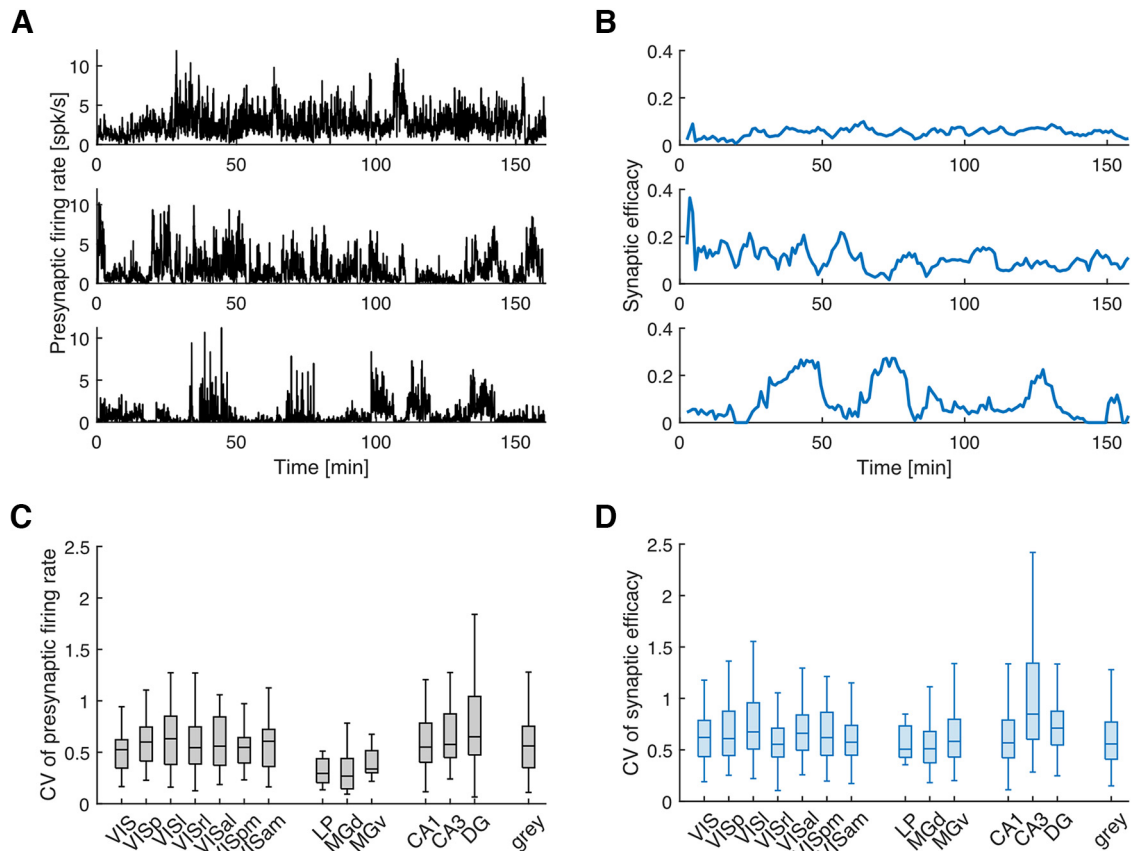 A
Presynaptic firing rate [spk/s]
10
5
0
0 50 100 150
10
5
0
0 50 100 150
10
5
0
0 50 100 150
Time [min]
B
Synaptic efficacy
0.4
0.2
0
0 50 100 150
0.4
0.2
0
0 50 100 150
0.4
0.2
0
0 50 100 150
Time [min]
C
CV of presynaptic firing rate
2.5
2
1.5
1
0.5
0
VIS VISp VISl VISrl VISal VISpm VISam LP MGd MGv CA1 CA3 DG grey
D
CV of synaptic efficacy
2.5
2
1.5
1
0.5
0
VIS VISp VISl VISrl VISal VISpm VISam LP MGd MGv CA1 CA3 DG grey